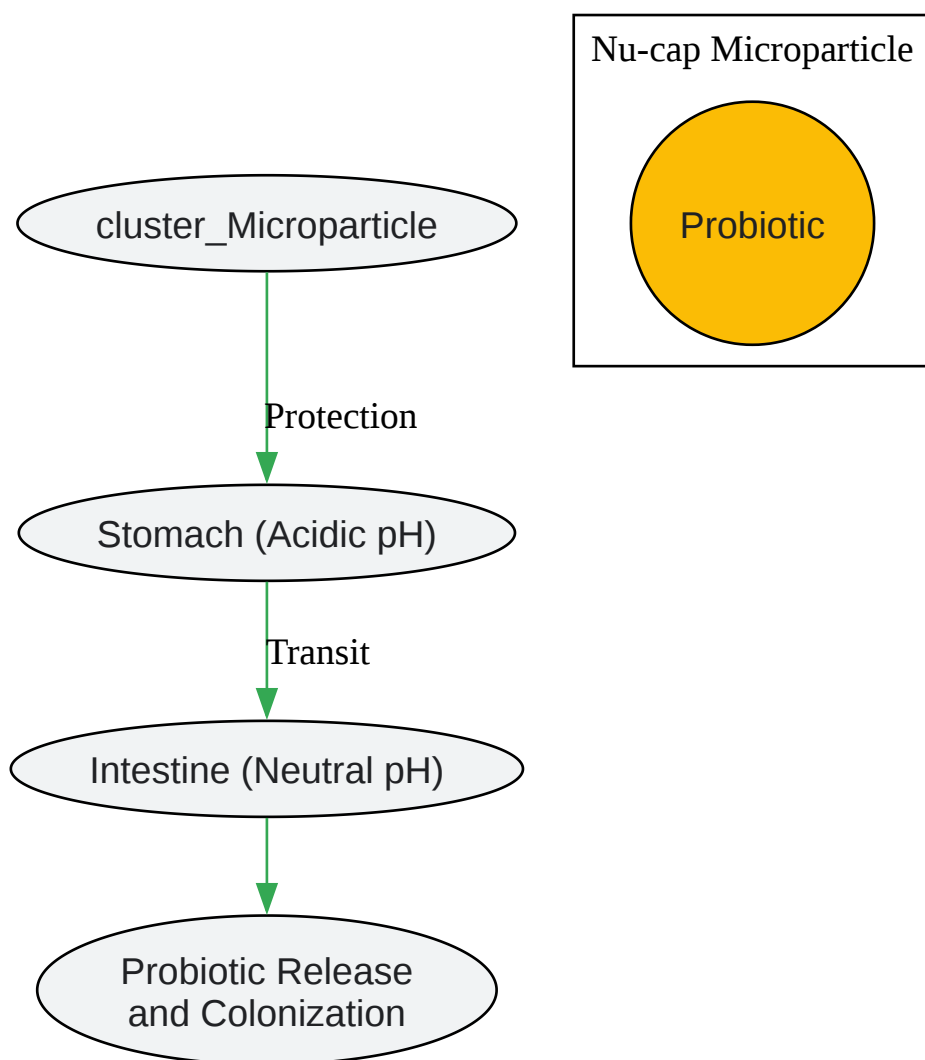 Nu-cap Microparticle
Probiotic
cluster_Microparticle
Protection
Stomach (Acidic pH)
Transit
Intestine (Neutral pH)
Probiotic Release
and Colonization